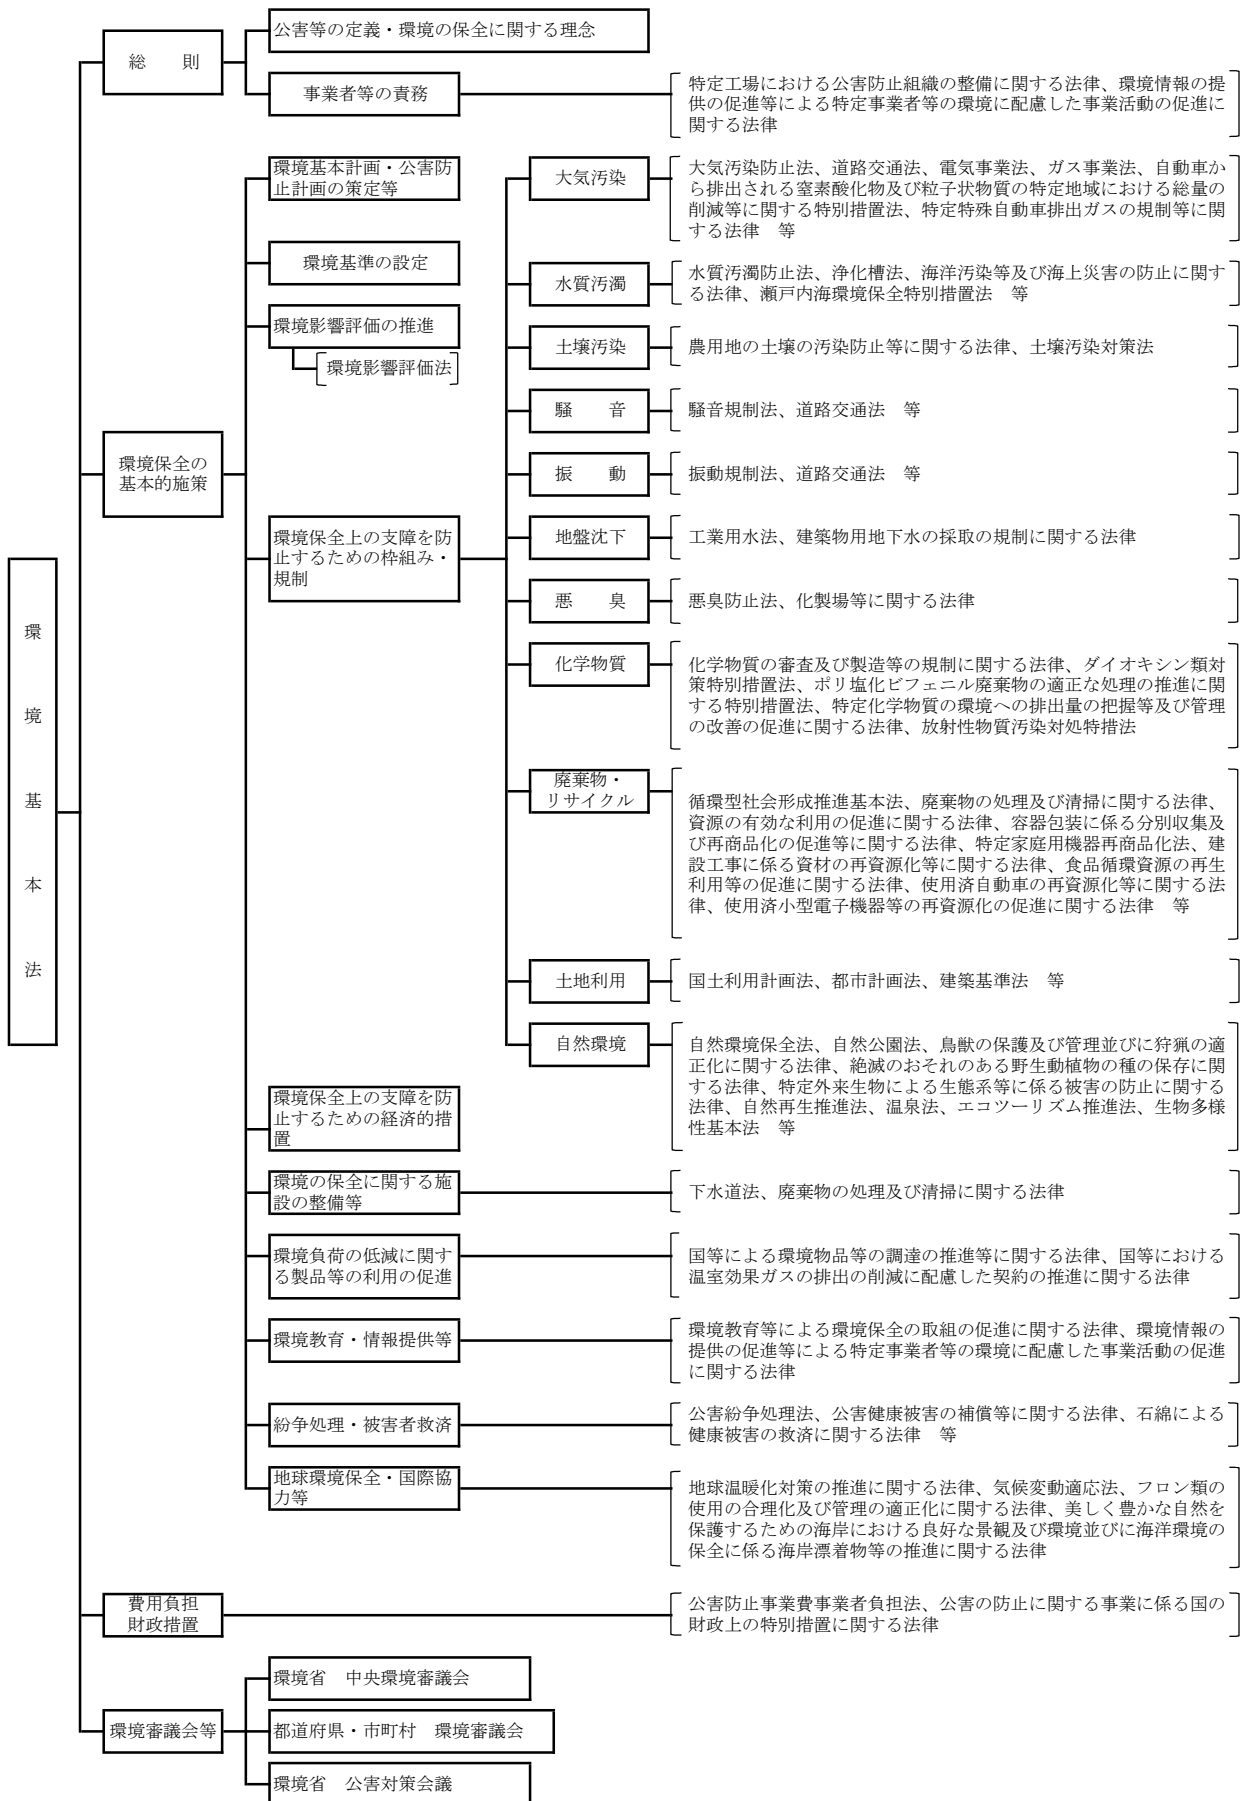 環境基本法
総　則
公害等の定義・環境の保全に関する理念
事業者等の責務
特定工場における公害防止組織の整備に関する法律、環境情報の提
供の促進等による特定事業者等の環境に配慮した事業活動の促進に
関する法律
環境保全の
基本的施策
環境基本計画・公害防
止計画の策定等
環境基準の設定
環境影響評価の推進
環境影響評価法
環境保全上の支障を防
止するための枠組み・
規制
大気汚染
大気汚染防止法、道路交通法、電気事業法、ガス事業法、自動車か
ら排出される窒素酸化物及び粒子状物質の特定地域における総量の
削減等に関する特別措置法、特定特殊自動車排出ガスの規制等に関
する法律　等
水質汚濁
水質汚濁防止法、浄化槽法、海洋汚染等及び海上災害の防止に関す
る法律、瀬戸内海環境保全特別措置法　等
土壌汚染
農用地の土壌の汚染防止等に関する法律、土壌汚染対策法
騒　音
騒音規制法、道路交通法　等
振　動
振動規制法、道路交通法　等
地盤沈下
工業用水法、建築物用地下水の採取の規制に関する法律
悪　臭
悪臭防止法、化製場等に関する法律
化学物質
化学物質の審査及び製造等の規制に関する法律、ダイオキシン類対
策特別措置法、ポリ塩化ビフェニル廃棄物の適正な処理の推進に関
する特別措置法、特定化学物質の環境への排出量の把握等及び管理
の改善の促進に関する法律、放射性物質汚染対処特措法
廃棄物・
リサイクル
循環型社会形成推進基本法、廃棄物の処理及び清掃に関する法律、
資源の有効な利用の促進に関する法律、容器包装に係る分別収集及
び再商品化の促進等に関する法律、特定家庭用機器再商品化法、建
設工事に係る資材の再資源化等に関する法律、食品循環資源の再生
利用等の促進に関する法律、使用済自動車の再資源化等に関する法
律、使用済小型電子機器等の再資源化の促進に関する法律　等
土地利用
国土利用計画法、都市計画法、建築基準法　等
自然環境
自然環境保全法、自然公園法、鳥獣の保護及び管理並びに狩猟の適
正化に関する法律、絶滅のおそれのある野生動植物の種の保存に関
する法律、特定外来生物による生態系等に係る被害の防止に関する
法律、自然再生推進法、温泉法、エコツーリズム推進法、生物多様
性基本法　等
環境保全上の支障を防
止するための経済的措
置
環境の保全に関する施
設の整備等
下水道法、廃棄物の処理及び清掃に関する法律
環境負荷の低減に関す
る製品等の利用の促進
国等による環境物品等の調達の推進等に関する法律、国等における
温室効果ガスの排出の削減に配慮した契約の推進に関する法律
環境教育・情報提供等
環境教育等による環境保全の取組の促進に関する法律、環境情報の
提供の促進等による特定事業者等の環境に配慮した事業活動の促進
に関する法律
紛争処理・被害者救済
公害紛争処理法、公害健康被害の補償等に関する法律、石綿による
健康被害の救済に関する法律　等
地球環境保全・国際協
力等
地球温暖化対策の推進に関する法律、気候変動適応法、フロン類の
使用の合理化及び管理の適正化に関する法律、美しく豊かな自然を
保護するための海岸における良好な景観及び環境並びに海洋環境の
保全に係る海岸漂着物等の推進に関する法律
費用負担
財政措置
公害防止事業費事業者負担法、公害の防止に関する事業に係る国の
財政上の特別措置に関する法律
環境審議会等
環境省　中央環境審議会
都道府県・市町村　環境審議会
環境省　公害対策会議